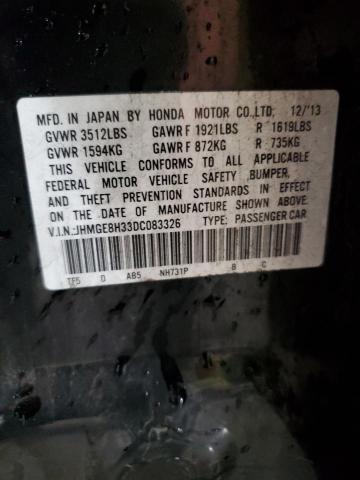 MFD. IN JAPAN BY HONDA MOTOR CO.,LTD. 12/13
GVWR 3512LBS GAWR F 1921LBS R 1619LBS
GVWR 1594KG GAWR F 872KG R 735KG
THIS VEHICLE CONFORMS TO ALL APPLICABLE
FEDERAL MOTOR VEHICLE SAFETY, BUMPER,
AND THEFT PREVENTION STANDARDS IN EFFECT
ON THE DATE OF MANUFACTURE SHOWN ABOVE.
V.I.N.:JHMGE8H33DC083326 TYPE: PASSENGER CAR
TF5 D AB5 NH731P B C